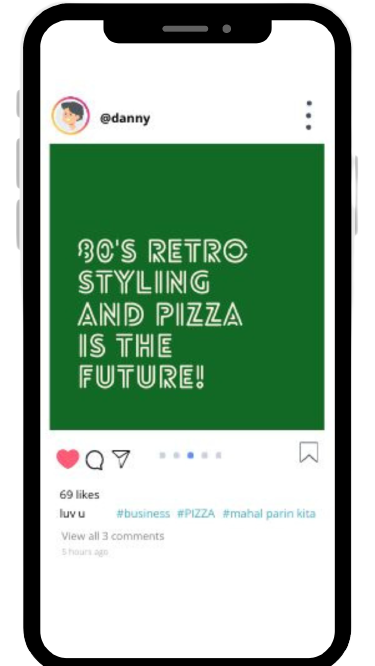 @danny
80'S RETRO
STYLING
AND PIZZA
IS THE
FUTURE!
69 likes
luv u #business #PIZZA #mahal parin kita
View all 3 comments
5 hours ago